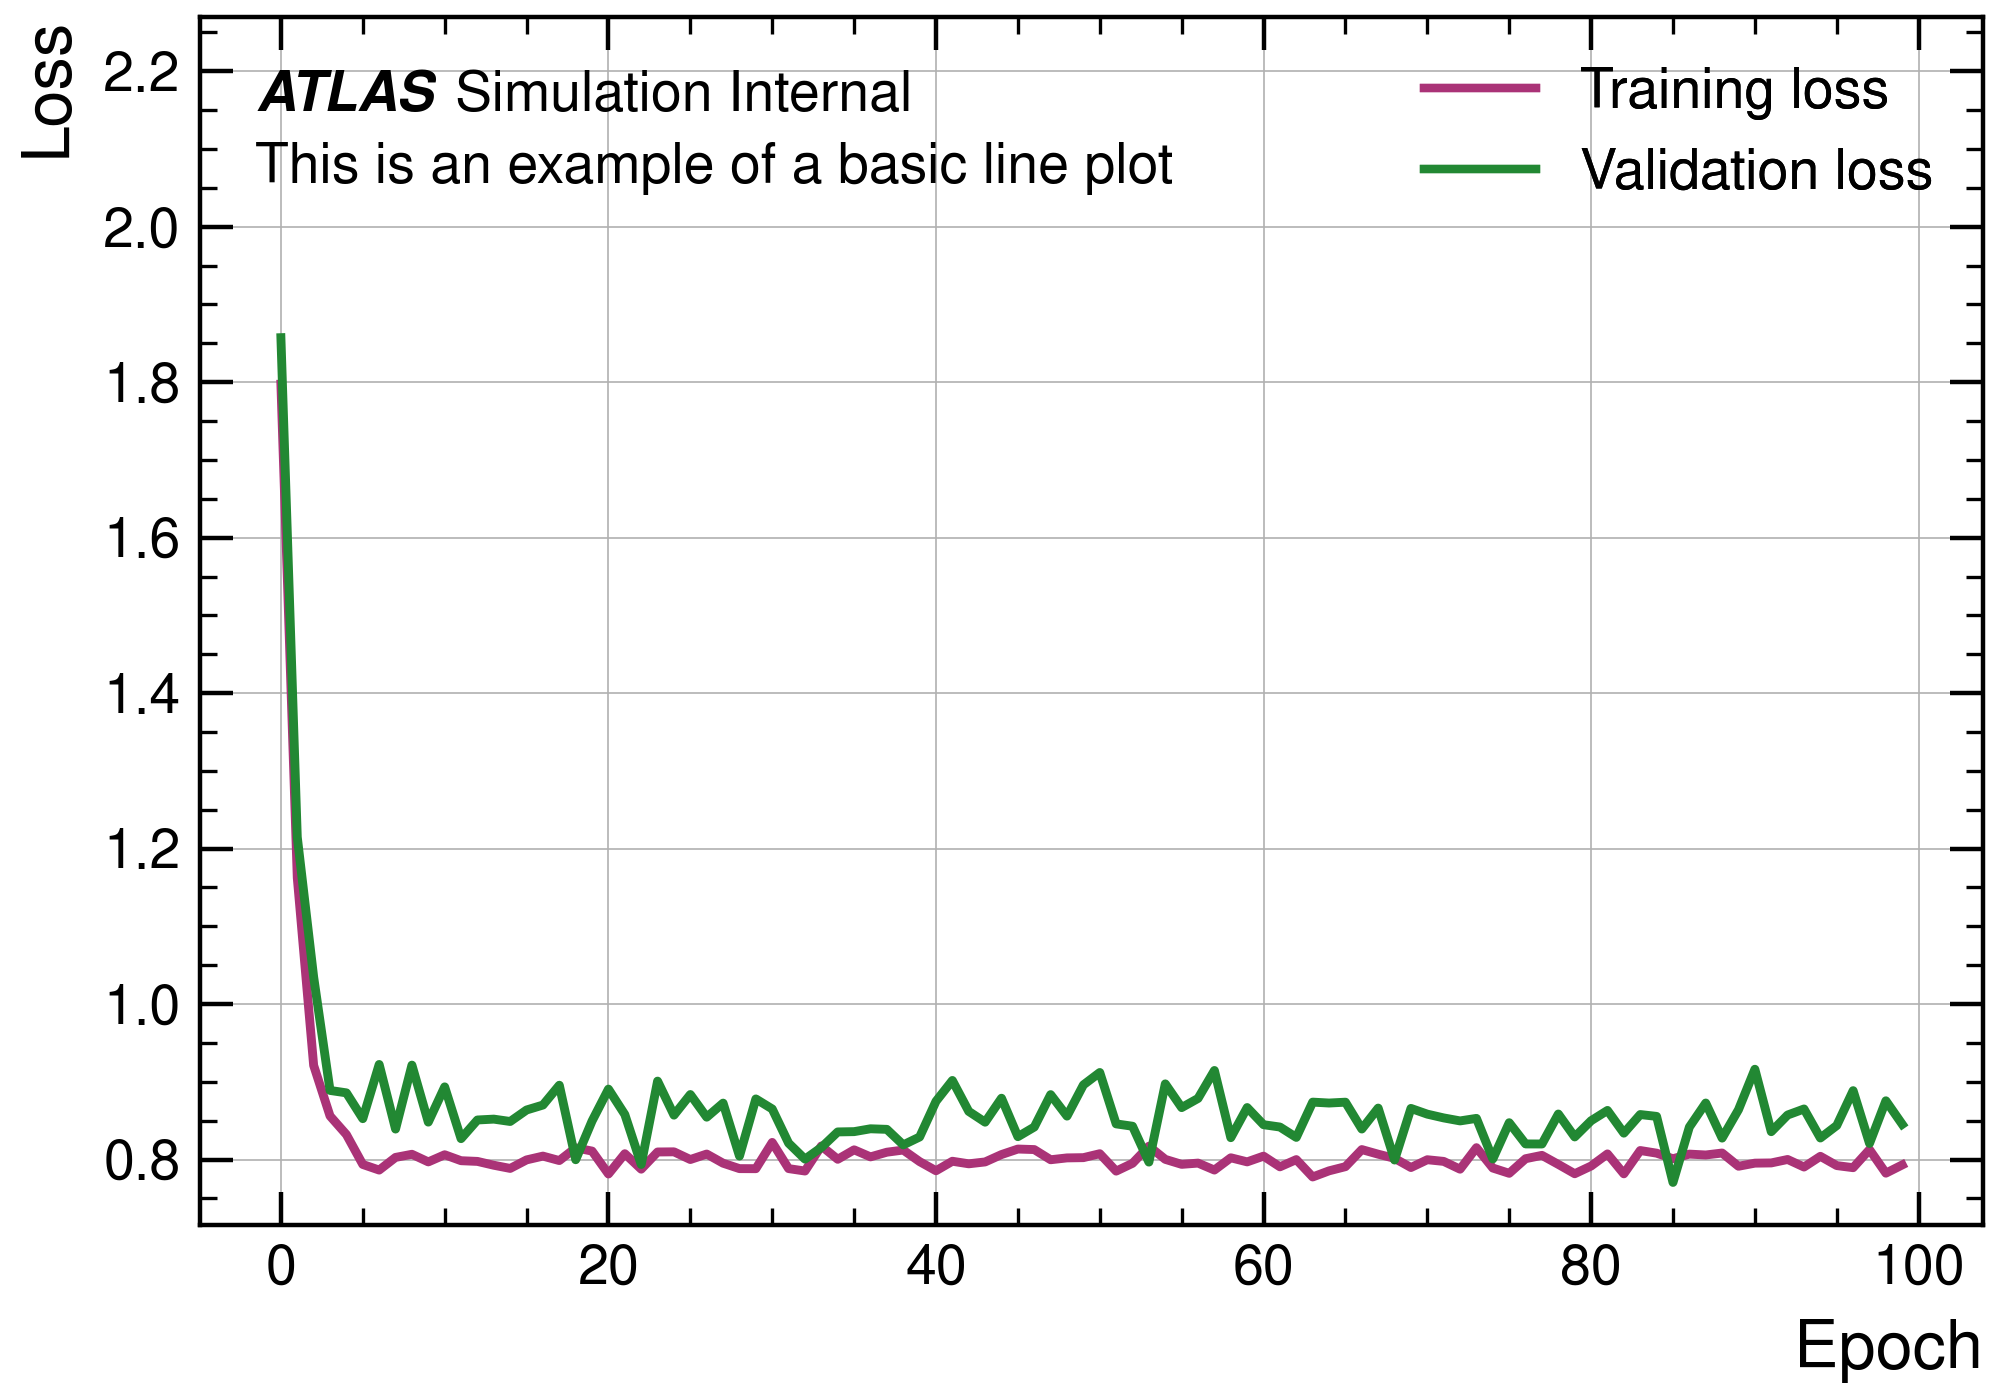 Loss
2.2
2.0
1.8
1.6
1.4
1.2
1.0
0.8
ATLAS Simulation Internal
This is an example of a basic line plot
Training loss
Validation loss
0 20 40 60 80 100
Epoch